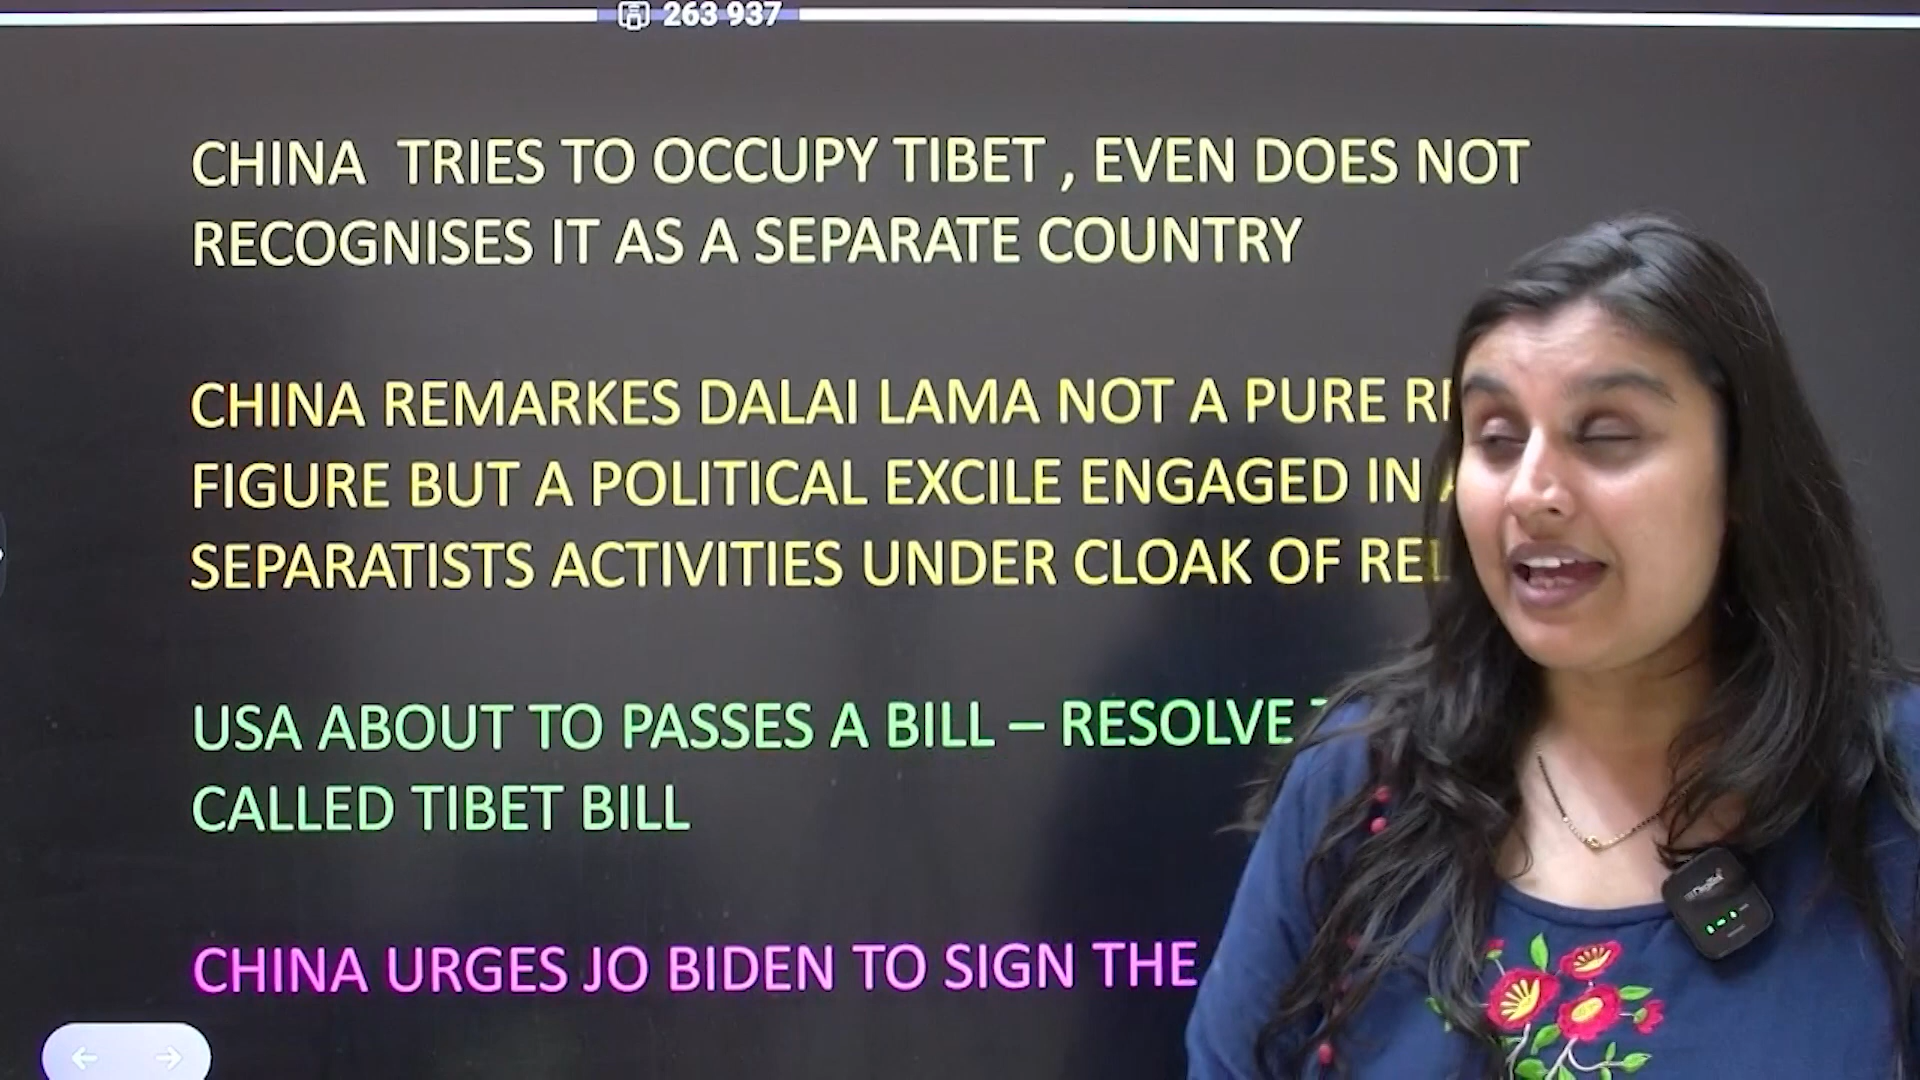 263 937
CHINA TRIES TO OCCUPY TIBET , EVEN DOES NOT
RECOGNISES IT AS A SEPARATE COUNTRY
CHINA REMARKES DALAI LAMA NOT A PURE
FIGURE BUT A POLITICAL EXCILE ENGAGED IN
SEPARATISTS ACTIVITIES UNDER CLOAK OF
USA ABOUT TO PASSES A BILL – RESOLVE
CALLED TIBET BILL
CHINA URGES JO BIDEN TO SIGN THE